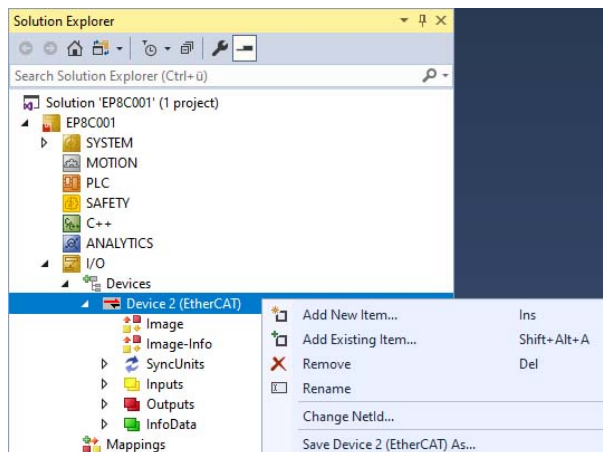 Solution Explorer
Search Solution Explorer (Ctrl+ü)
Solution 'EP8C001' (1 project)
EP8C001
SYSTEM
MOTION
PLC
SAFETY
C++
ANALYTICS
I/O
Devices
Device 2 (EtherCAT)
Image
Image-Info
SyncUnits
Inputs
Outputs
InfoData
Mappings
Add New Item... Ins
Add Existing Item... Shift+Alt+A
Remove Del
Rename
Change NetId...
Save Device 2 (EtherCAT) As...